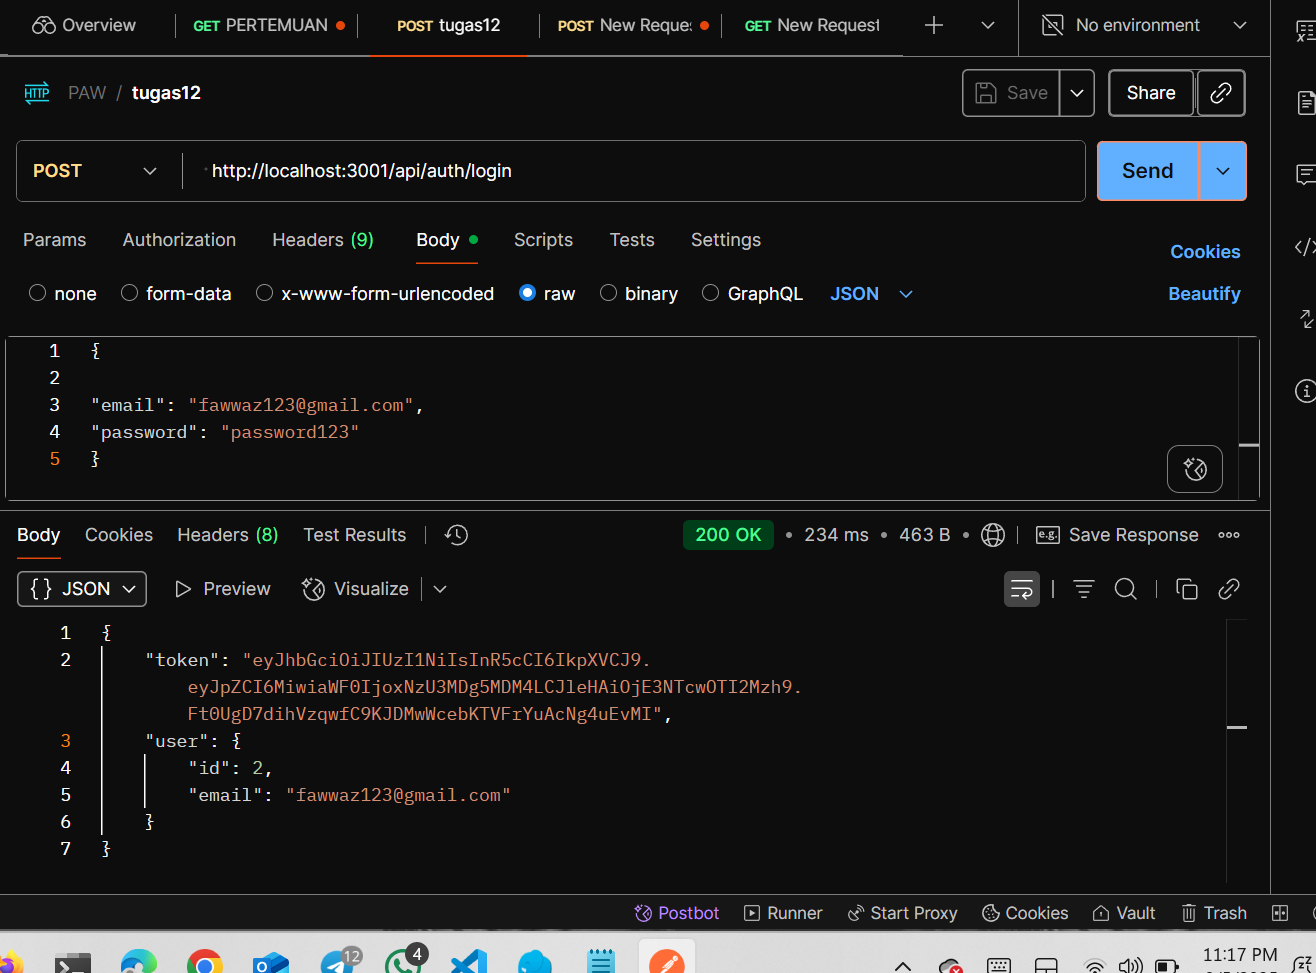 Overview
GET PERTEMUAN
POST tugas12
POST New Reque
GET New Request
No environment
HTTP PAW / tugas12
Save
Share
POST
http://localhost:3001/api/auth/login
Send
Params Authorization Headers (9) Body Scripts Tests Settings
Cookies
none form-data x-www-form-urlencoded raw binary GraphQL JSON
Beautify
1 {
2
3 "email": "fawwaz123@gmail.com",
4 "password": "password123"
5 }
Body Cookies Headers (8) Test Results
200 OK • 234 ms • 463 B •
e.g. Save Response
{} JSON Preview Visualize
1 {
2 "token": "eyJhbGciOiJIUzI1NiIsInR5cCI6IkpXVCJ9.
eyJpZCI6MiwiaWF0IjoxNzU3MDg5MDM4LCJleHAiOjE3NTcwOTI2Mzh9.
Ft0UgD7dihVzqwfC9KJDMwWcebKTVFrYuAcNg4uEvMI",
3 "user": {
4 "id": 2,
5 "email": "fawwaz123@gmail.com"
6 }
7 }
Postbot Runner Start Proxy Cookies Vault Trash
12
4
11:17 PM